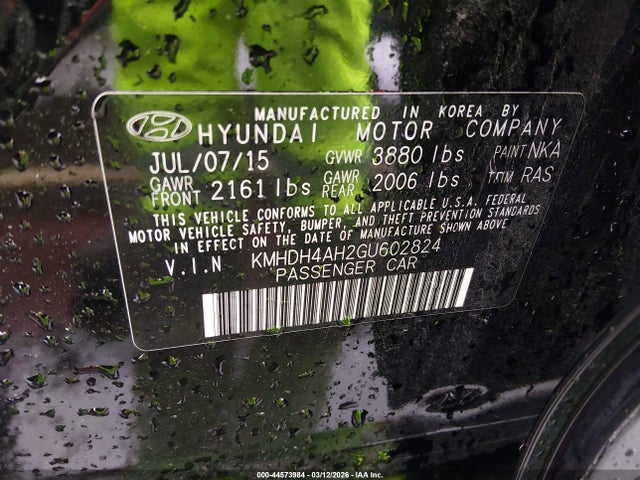 MANUFACTURED IN KOREA BY
HYUNDAI MOTOR COMPANY
JUL/07/15 GVWR 3880 lbs PAINT NKA
GAWR FRONT 2161 lbs GAWR REAR 2006 lbs TRIM RAS
THIS VEHICLE CONFORMS TO ALL APPLICABLE U.S.A. FEDERAL
MOTOR VEHICLE SAFETY, BUMPER, AND THEFT PREVENTION STANDARDS
IN EFFECT ON THE DATE OF MANUFACTURE SHOWN ABOVE.
V.I.N KMHDH4AH2GU602824
PASSENGER CAR
000-44573984 | 03/12/2026 | IAA Inc.